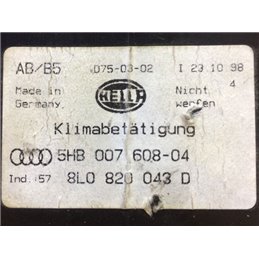 AB/B5 D75-03-02 I 23 10 98
Made in Germany. HELLA Nicht werfen 4
Klimabetätigung
5HB 007 608-04
Ind. 57 8L0 820 043 D